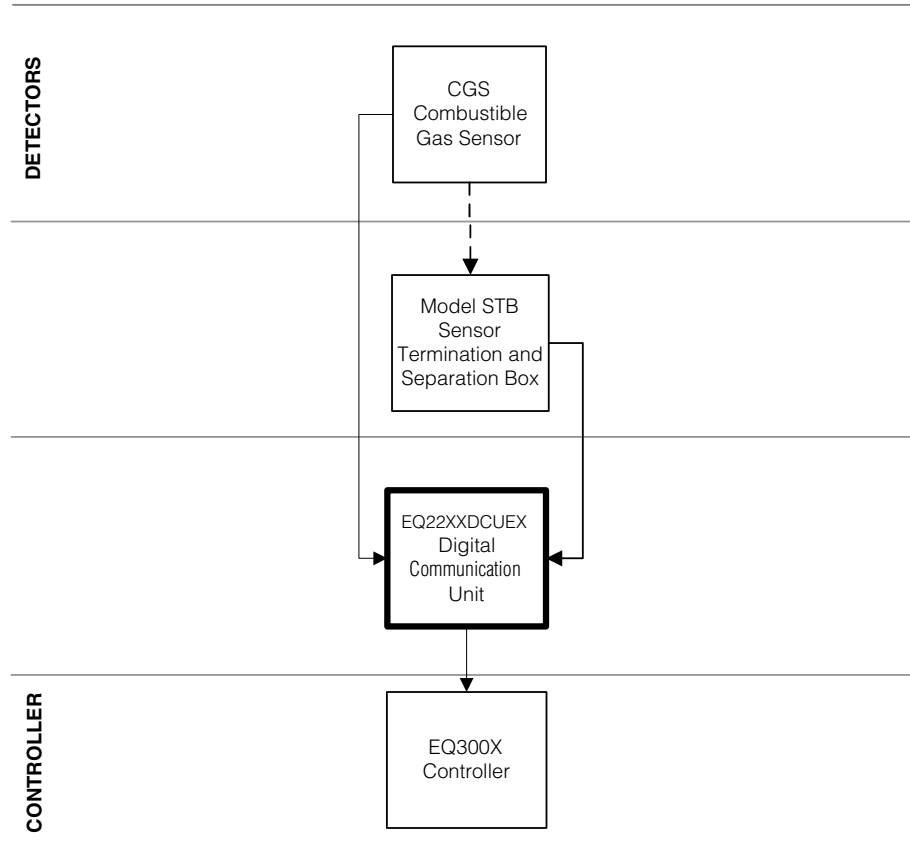 DETECTORS
CGS
Combustible
Gas Sensor
Model STB
Sensor
Termination and
Separation Box
EQ22XXDCUEX
Digital
Communication
Unit
CONTROLLER
EQ300X
Controller